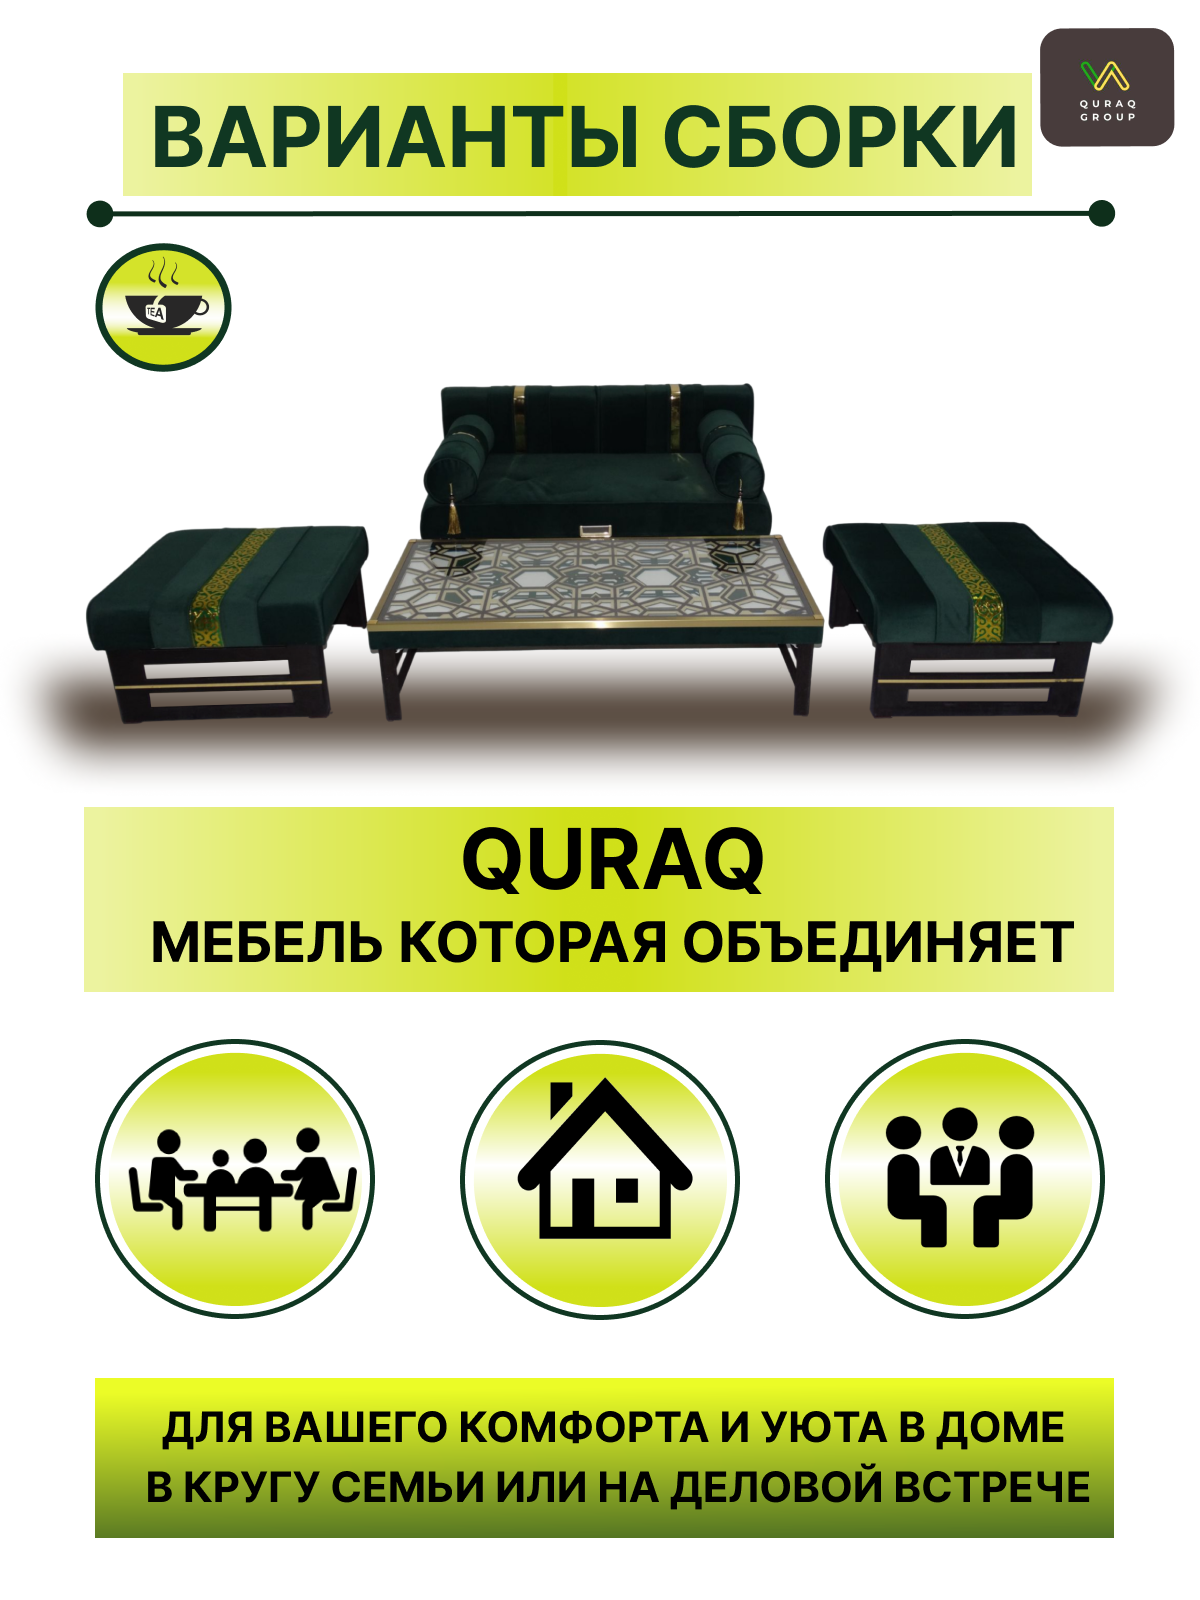 ВАРИАНТЫ СБОРКИ
QURAQ
GROUP
TEA
QURAQ
МЕБЕЛЬ КОТОРАЯ ОБЪЕДИНЯЕТ
ДЛЯ ВАШЕГО КОМФОРТА И УЮТА В ДОМЕ
В КРУГУ СЕМЬИ ИЛИ НА ДЕЛОВОЙ ВСТРЕЧЕ